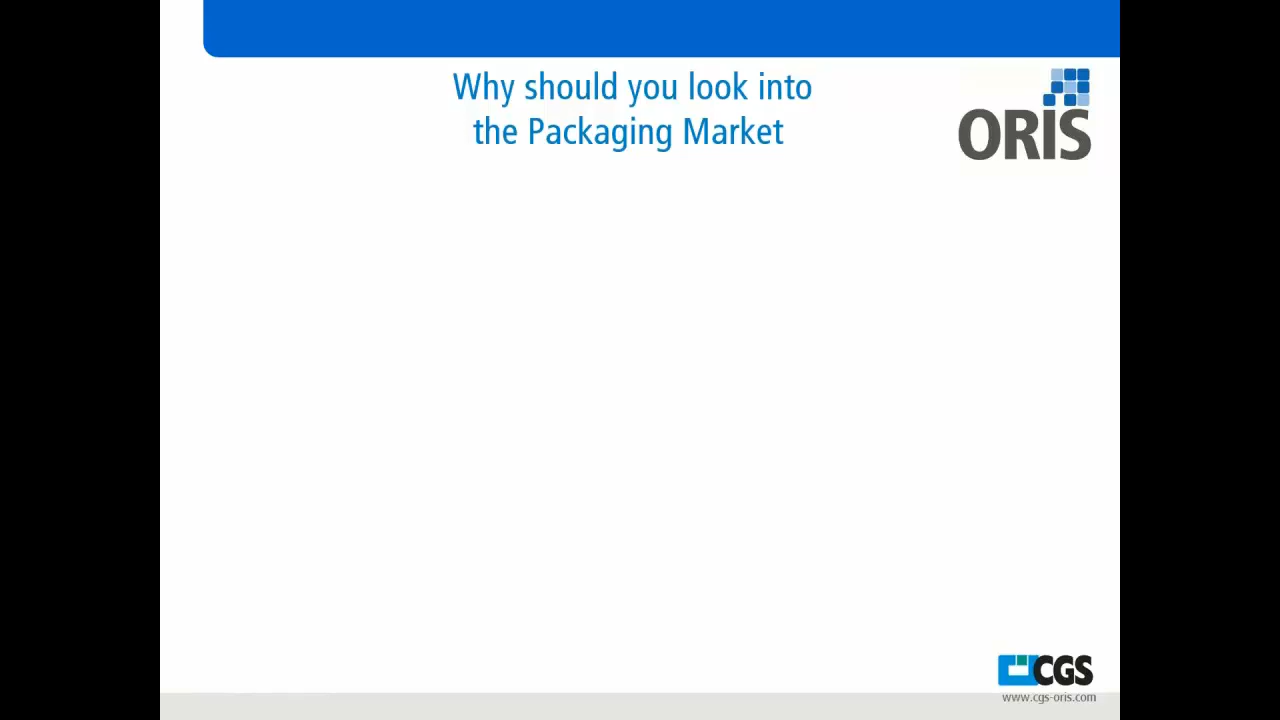 Why should you look into
the Packaging Market
ORIS
CGS
www.cgs-oris.com